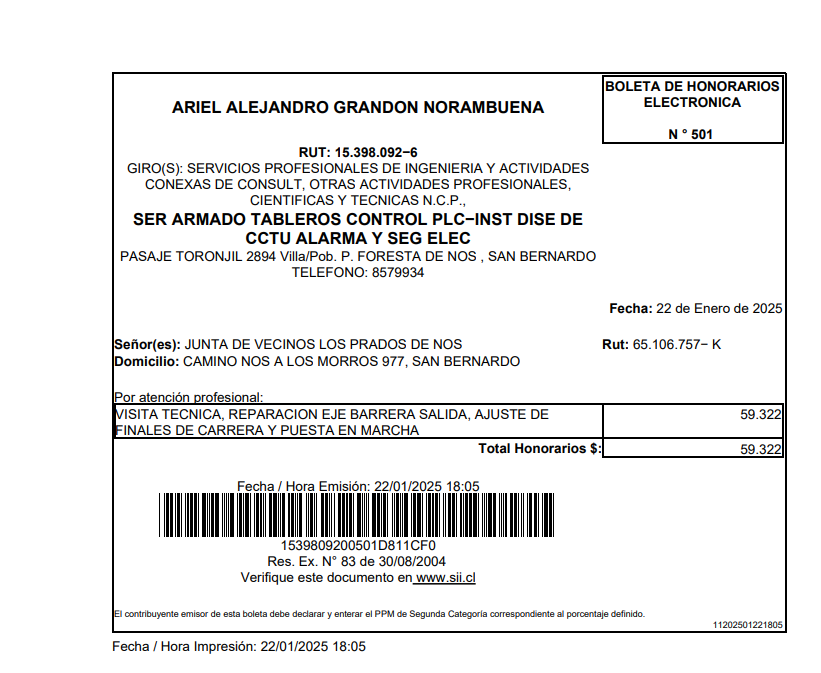 ARIEL ALEJANDRO GRANDON NORAMBUENA
BOLETA DE HONORARIOS
ELECTRONICA
N ° 501
RUT: 15.398.092−6
GIRO(S): SERVICIOS PROFESIONALES DE INGENIERIA Y ACTIVIDADES
CONEXAS DE CONSULT, OTRAS ACTIVIDADES PROFESIONALES,
CIENTIFICAS Y TECNICAS N.C.P.,
SER ARMADO TABLEROS CONTROL PLC−INST DISE DE
CCTU ALARMA Y SEG ELEC
PASAJE TORONJIL 2894 Villa/Pob. P. FORESTA DE NOS , SAN BERNARDO
TELEFONO: 8579934
Fecha: 22 de Enero de 2025
Señor(es): JUNTA DE VECINOS LOS PRADOS DE NOS Rut: 65.106.757− K
Domicilio: CAMINO NOS A LOS MORROS 977, SAN BERNARDO
Por atención profesional:
VISITA TECNICA, REPARACION EJE BARRERA SALIDA, AJUSTE DE 59.322
FINALES DE CARRERA Y PUESTA EN MARCHA
Total Honorarios $: 59.322
Fecha / Hora Emisión: 22/01/2025 18:05
1539809200501D811CF0
Res. Ex. N° 83 de 30/08/2004
Verifique este documento en www.sii.cl
El contribuyente emisor de esta boleta debe declarar y enterar el PPM de Segunda Categoría correspondiente al porcentaje definido.
11202501221805
Fecha / Hora Impresión: 22/01/2025 18:05